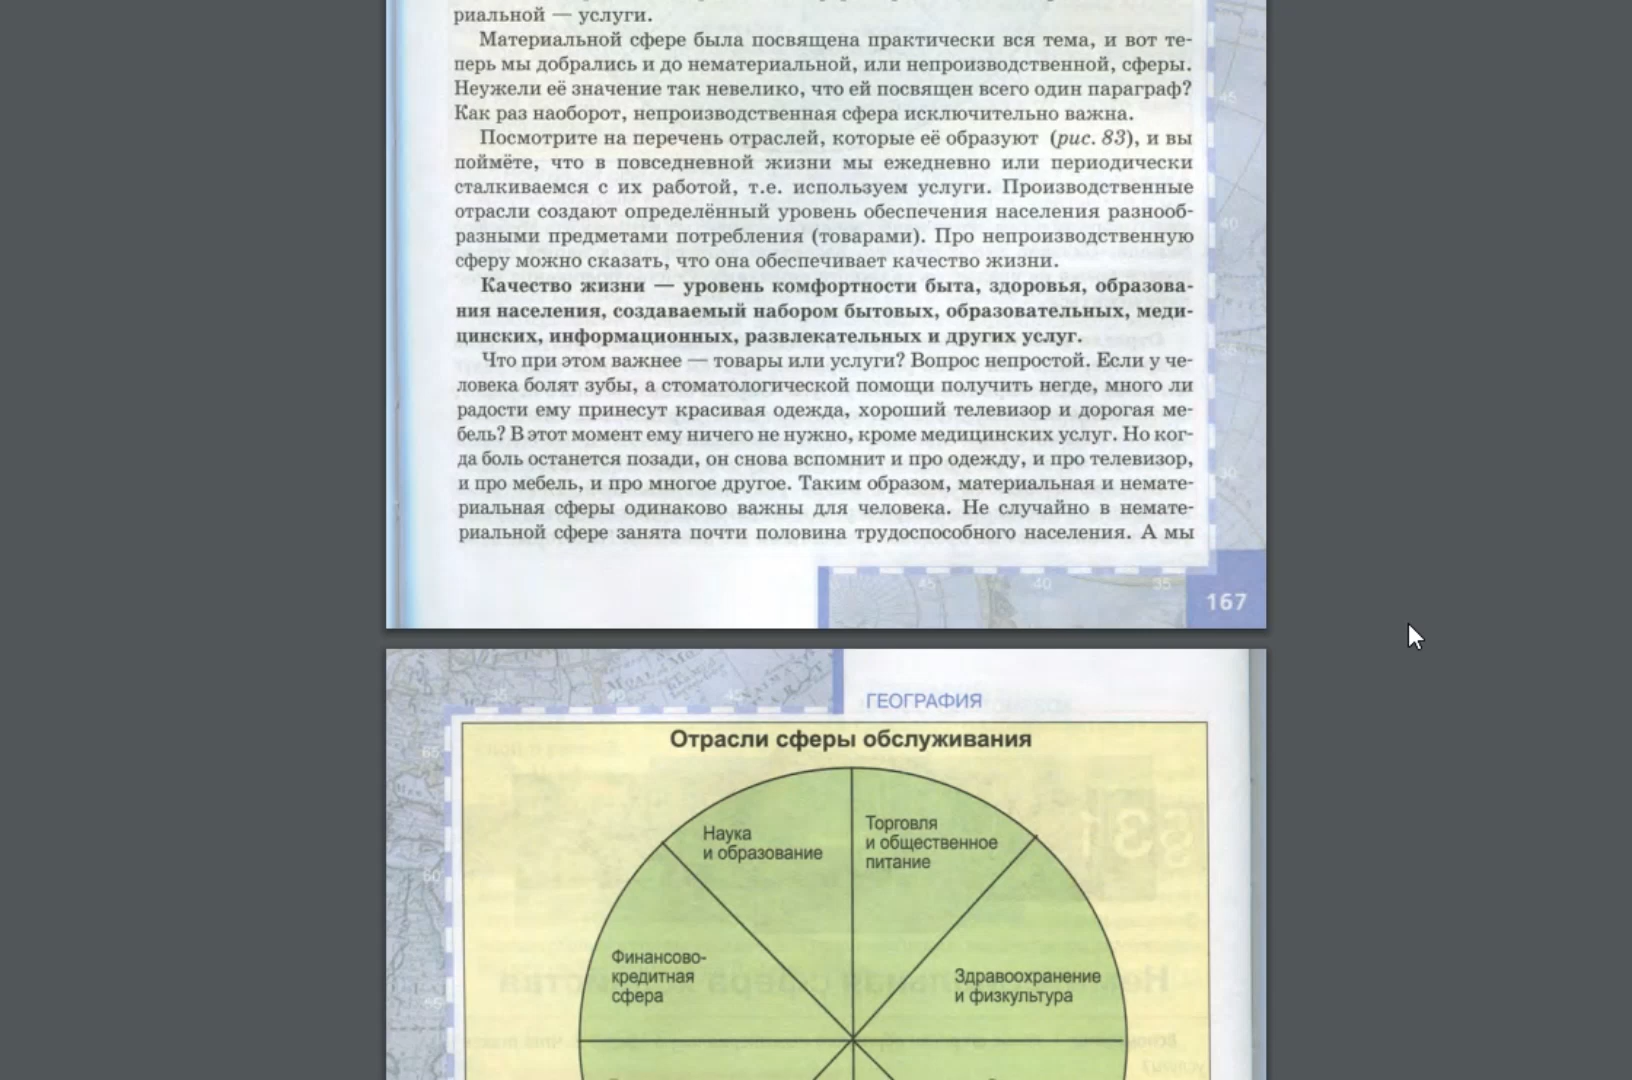 риальной — услуги.
Материальной сфере была посвящена практически вся тема, и вот те-
перь мы добрались и до нематериальной, или непроизводственной, сферы.
Неужели её значение так невелико, что ей посвящен всего один параграф?
Как раз наоборот, непроизводственная сфера исключительно важна.
Посмотрите на перечень отраслей, которые её образуют (рис. 83), и вы
поймёте, что в повседневной жизни мы ежедневно или периодически
сталкиваемся с их работой, т.е. используем услуги. Производственные
отрасли создают определённый уровень обеспечения населения разнооб-
разными предметами потребления (товарами). Про непроизводственную
сферу можно сказать, что она обеспечивает качество жизни.
Качество жизни — уровень комфортности быта, здоровья, образова-
ния населения, создаваемый набором бытовых, образовательных, меди-
цинских, информационных, развлекательных и других услуг.
Что при этом важнее — товары или услуги? Вопрос непростой. Если у че-
ловека болят зубы, а стоматологической помощи получить негде, много ли
радости ему принесут красивая одежда, хороший телевизор и дорогая ме-
бель? В этот момент ему ничего не нужно, кроме медицинских услуг. Но ког-
да боль останется позади, он снова вспомнит и про одежду, и про телевизор,
и про мебель, и про многое другое. Таким образом, материальная и немате-
риальная сферы одинаково важны для человека. Не случайно в немате-
риальной сфере занята почти половина трудоспособного населения. А мы
45
40
30
45 40 35
167
ГЕОГРАФИЯ
65
60
Отрасли сферы обслуживания
Наука
и образование
Торговля
и общественное
питание
Финансово-
кредитная
сфера
Здравоохранение
и физкультура